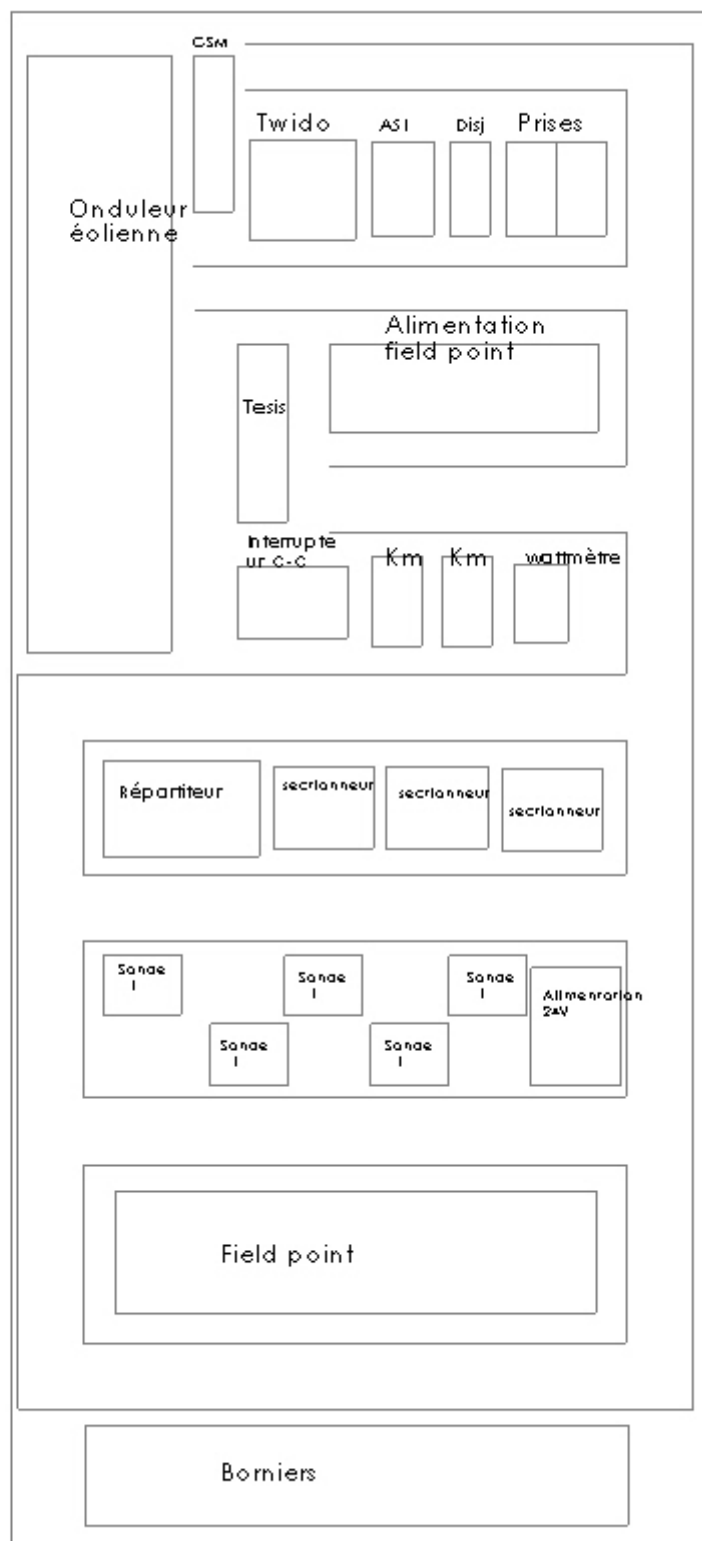 GSM
Twido
ASI
Disj
Prises
Onduleur
éolienne
Alimentation
field point
Tesis
Interrupte
ur C-C
Km
Km
wattmètre
Répartiteur
sectionneur
sectionneur
sectionneur
Sonde
I
Sonde
I
Sonde
I
Alimentation
24V
Sonde
I
Sonde
I
Field point
Borniers